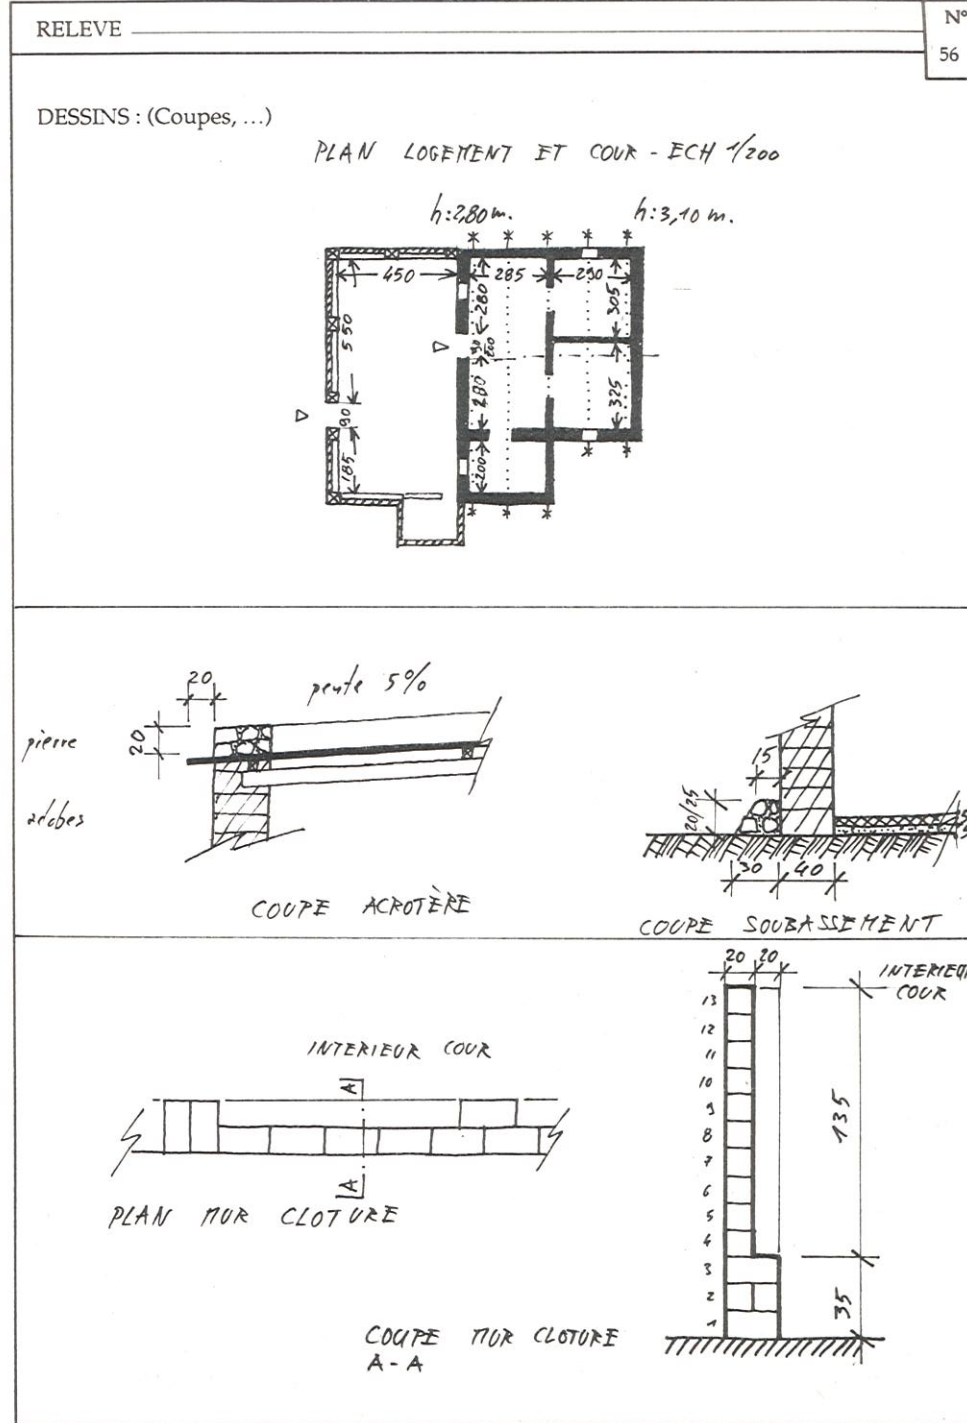 RELEVE
N°
56
DESSINS : (Coupes, ...)
PLAN LOGEMENT ET COUR - ECH 1/200
h:2,80 m.
h:3,10 m.
450
285
290
280
305
550
90
200
280
325
90
185
200
20
pente 5%
pierre
20
adobes
COUPE ACROTÈRE
15
20/25
30
40
COUPE SOUBASSEMENT
20
20
INTERIEUR
COUR
13
12
11
10
9
8
7
6
5
4
3
2
1
135
35
INTERIEUR COUR
A
A
PLAN MUR CLOTURE
COUPE MUR CLOTURE
A - A